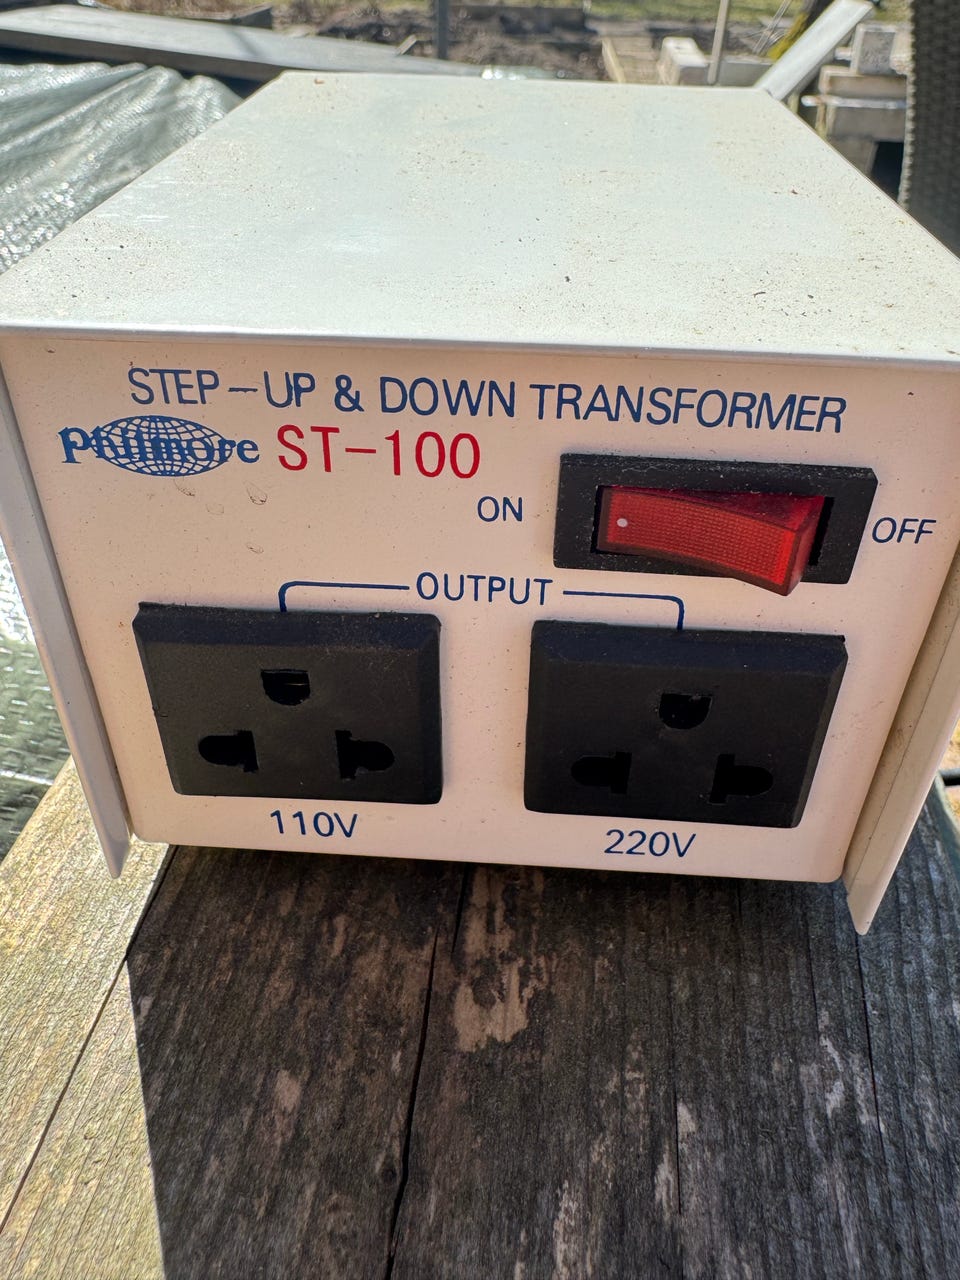 STEP-UP & DOWN TRANSFORMER
philmore ST-100
ON
OFF
OUTPUT
110V
220V